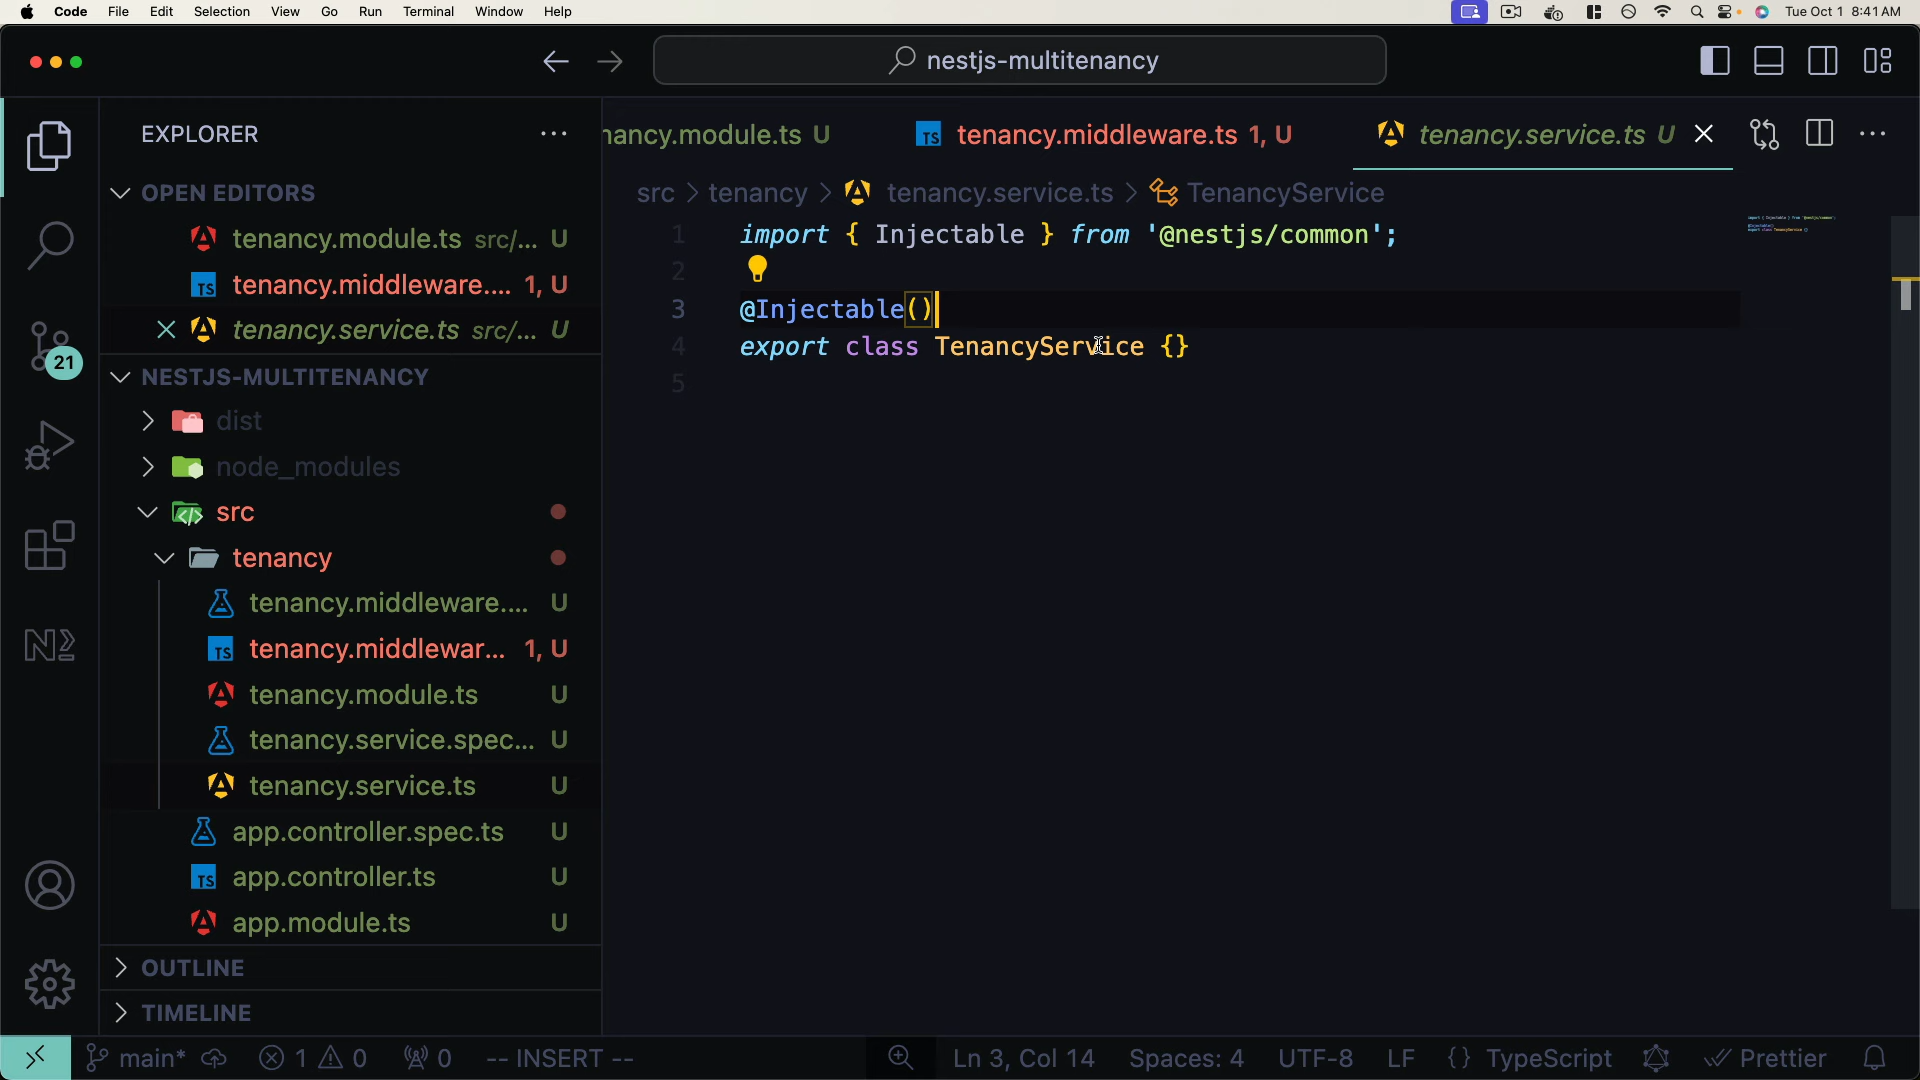 Code File Edit Selection View Go Run Terminal Window Help Tue Oct 1 8:41 AM
nestjs-multitenancy
EXPLORER
nancy.module.ts U
TS tenancy.middleware.ts 1, U
tenancy.service.ts U
src > tenancy > tenancy.service.ts > TenancyService
OPEN EDITORS
tenancy.module.ts src/... U
TS tenancy.middleware.... 1, U
tenancy.service.ts src/... U
NESTJS-MULTITENANCY
dist
node_modules
src
tenancy
tenancy.middleware.... U
TS tenancy.middlewar... 1, U
tenancy.module.ts U
tenancy.service.spec... U
tenancy.service.ts U
app.controller.spec.ts U
TS app.controller.ts U
app.module.ts U
OUTLINE
TIMELINE
21
1 import { Injectable } from '@nestjs/common';
2
3 @Injectable()
4 export class TenancyService {}
5
main* 1 0 0 -- INSERT -- Ln 3, Col 14 Spaces: 4 UTF-8 LF {} TypeScript Prettier